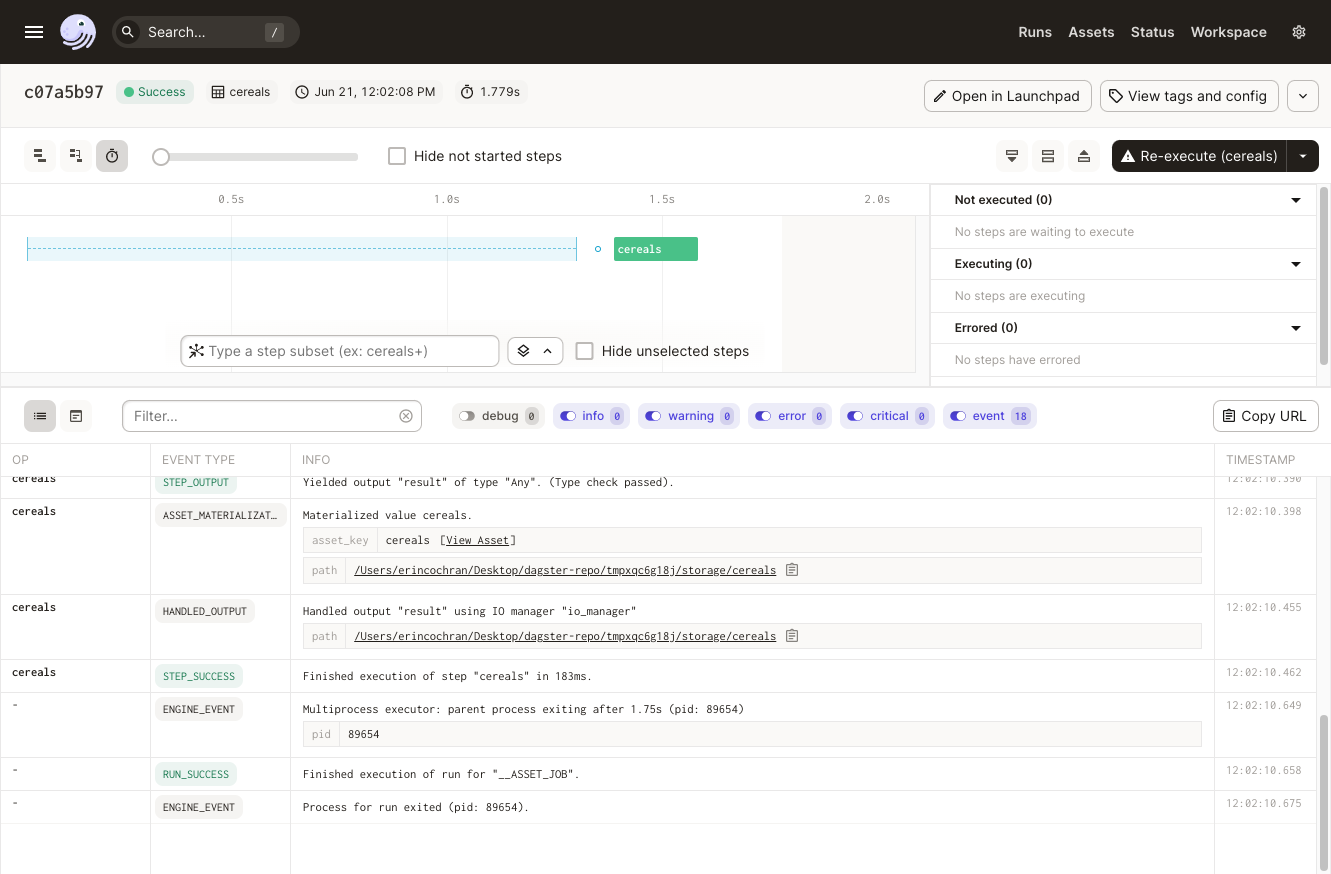 Search... /
Runs Assets Status Workspace
c07a5b97 Success cereals Jun 21, 12:02:08 PM 1.779s
Open in Launchpad View tags and config
Hide not started steps
Re-execute (cereals)
0.5s 1.0s 1.5s 2.0s
cereals
Type a step subset (ex: cereals+)
Hide unselected steps
Not executed (0)
No steps are waiting to execute
Executing (0)
No steps are executing
Errored (0)
No steps have errored
Filter...
debug 0 info 0 warning 0 error 0 critical 0 event 18
Copy URL
OP EVENT TYPE INFO TIMESTAMP
cereals STEP_OUTPUT Yielded output "result" of type "Any". (Type check passed). 12:02:10.390
cereals ASSET_MATERIALIZAT… Materialized value cereals. 12:02:10.398
asset_key cereals [View Asset]
path /Users/erincochran/Desktop/dagster-repo/tmpxqc6g18j/storage/cereals
cereals HANDLED_OUTPUT Handled output "result" using IO manager "io_manager" 12:02:10.455
path /Users/erincochran/Desktop/dagster-repo/tmpxqc6g18j/storage/cereals
cereals STEP_SUCCESS Finished execution of step "cereals" in 183ms. 12:02:10.462
- ENGINE_EVENT Multiprocess executor: parent process exiting after 1.75s (pid: 89654) 12:02:10.649
pid 89654
- RUN_SUCCESS Finished execution of run for "__ASSET_JOB". 12:02:10.658
- ENGINE_EVENT Process for run exited (pid: 89654). 12:02:10.675